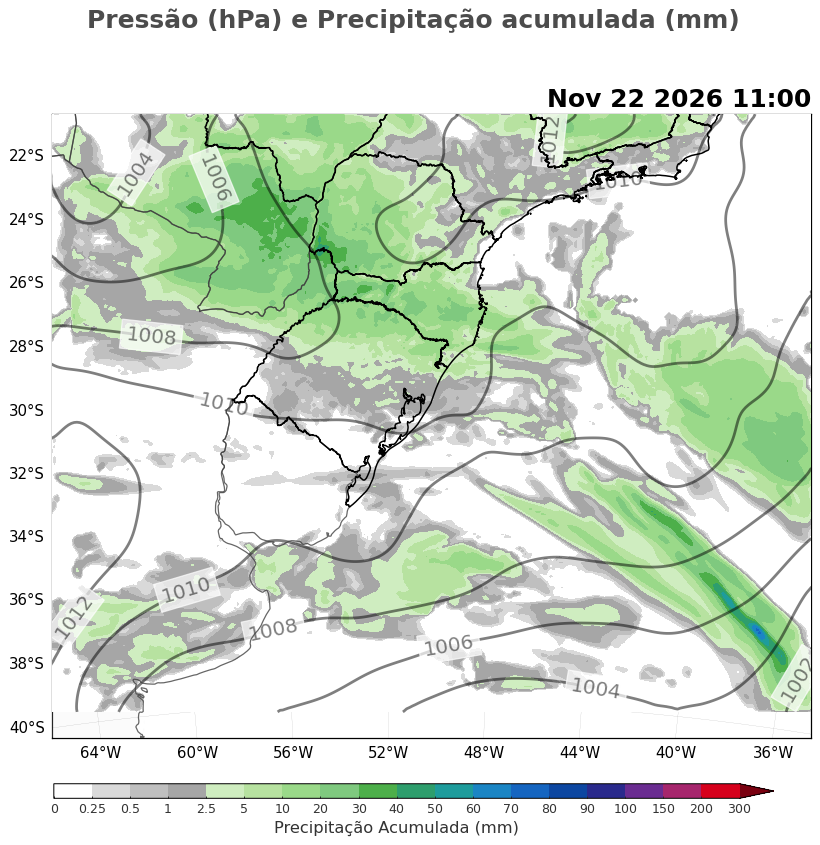 Pressão (hPa) e Precipitação acumulada (mm)
Nov 22 2026 11:00
1012
1004
1006
1010
1008
1010
1012
1010
1008
1006
1004
1002
22°S
24°S
26°S
28°S
30°S
32°S
34°S
36°S
38°S
40°S
64°W 60°W 56°W 52°W 48°W 44°W 40°W 36°W
0 0.25 0.5 1 2.5 5 10 20 30 40 50 60 70 80 90 100 150 200 300
Precipitação Acumulada (mm)